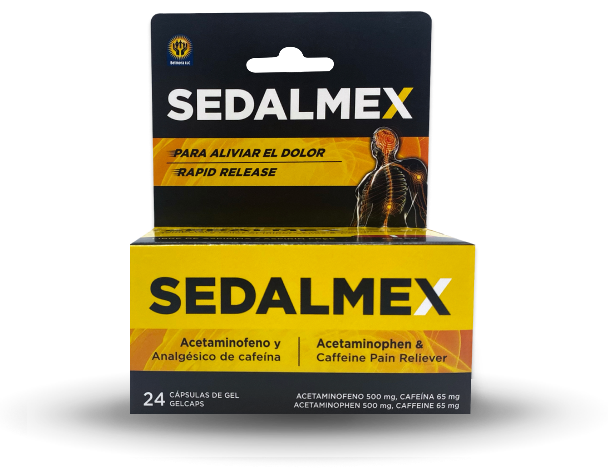 SEDALMEX
PARA ALIVIAR EL DOLOR
RAPID RELEASE
SEDALMEX
Acetaminofeno y
Analgésico de cafeína
Acetaminophen &
Caffeine Pain Reliever
24 CÁPSULAS DE GEL
GELCAPS
ACETAMINOFENO 500 mg, CAFEÍNA 65 mg
ACETAMINOPHEN 500 mg, CAFFEINE 65 mg